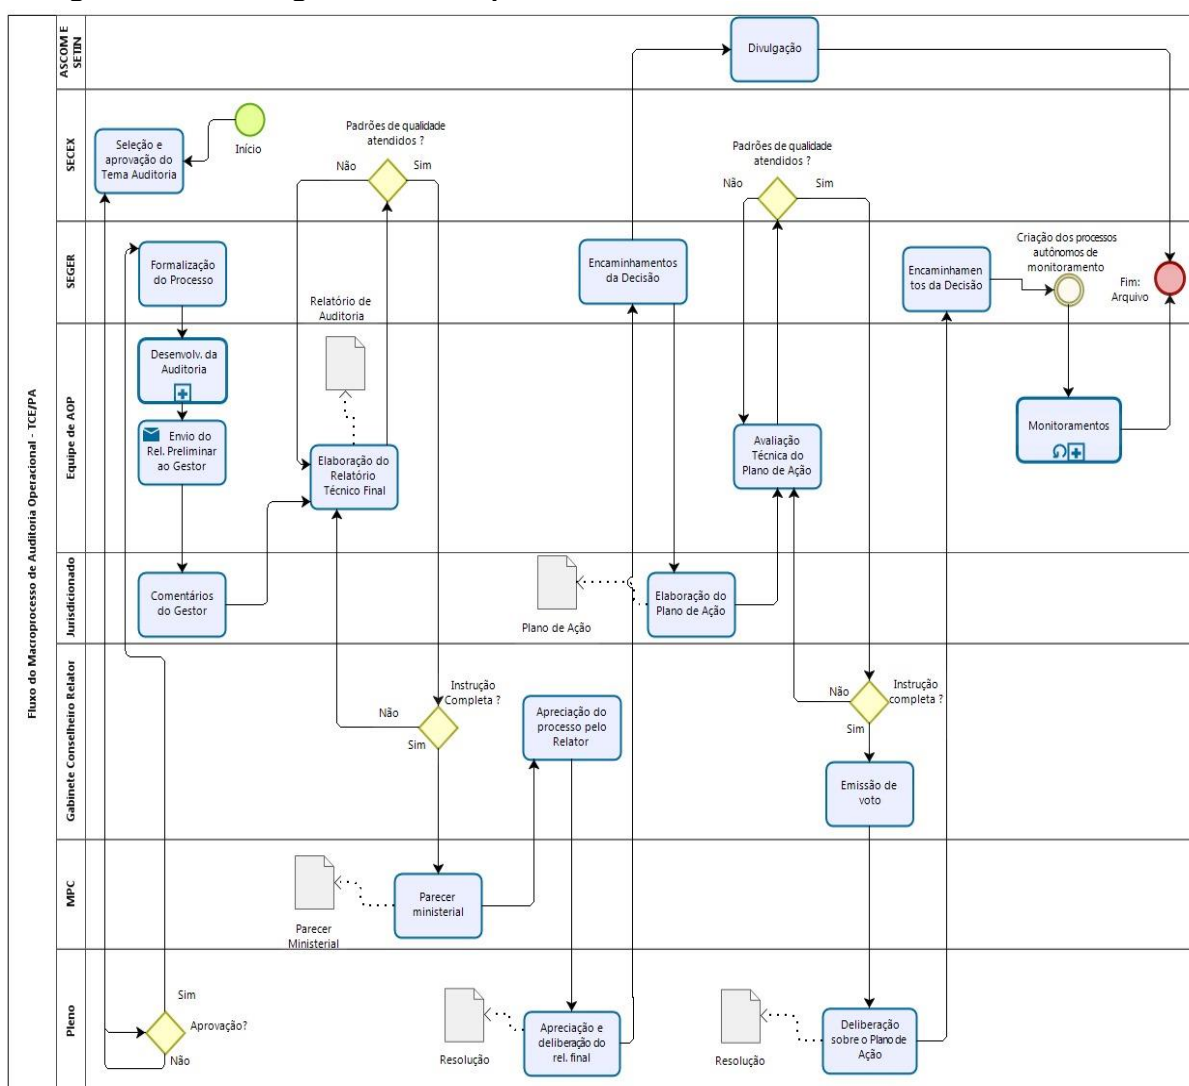 Fluxo do Macroprocesso de Auditoria Operacional - TCE/PA
ASCOM E
SETIN
Divulgação
SECEX
Seleção e
aprovação do
Tema Auditoria
Início
Padrões de qualidade
atendidos ?
Não
Sim
Padrões de qualidade
atendidos ?
Não
Sim
SEGER
Formalização
do Processo
Relatório de
Auditoria
Encaminhamentos
da Decisão
Encaminhamen
tos da Decisão
Criação dos processos
autônomos de
monitoramento
Fim:
Arquivo
Equipe de AOP
Desenvolv. da
Auditoria
Envio do
Rel. Preliminar
ao Gestor
Elaboração do
Relatório
Técnico Final
Avaliação
Técnica do
Plano de Ação
Monitoramentos
Jurisdicionado
Comentários
do Gestor
Plano de Ação
Elaboração do
Plano de Ação
Gabinete Conselheiro Relator
Instrução
Completa ?
Não
Sim
Apreciação do
processo pelo
Relator
Instrução
completa ?
Não
Sim
Emissão de
voto
MPC
Parecer
Ministerial
Parecer
ministerial
Pleno
Sim
Aprovação?
Não
Resolução
Apreciação e
deliberação do
rel. final
Resolução
Deliberação
sobre o Plano de
Ação